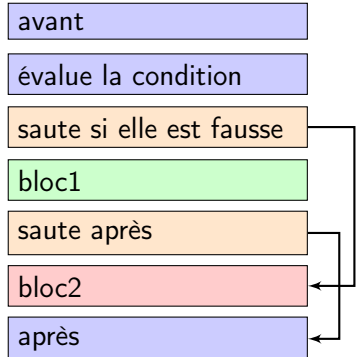 avant
évalue la condition
saute si elle est fausse
bloc1
saute après
bloc2
après